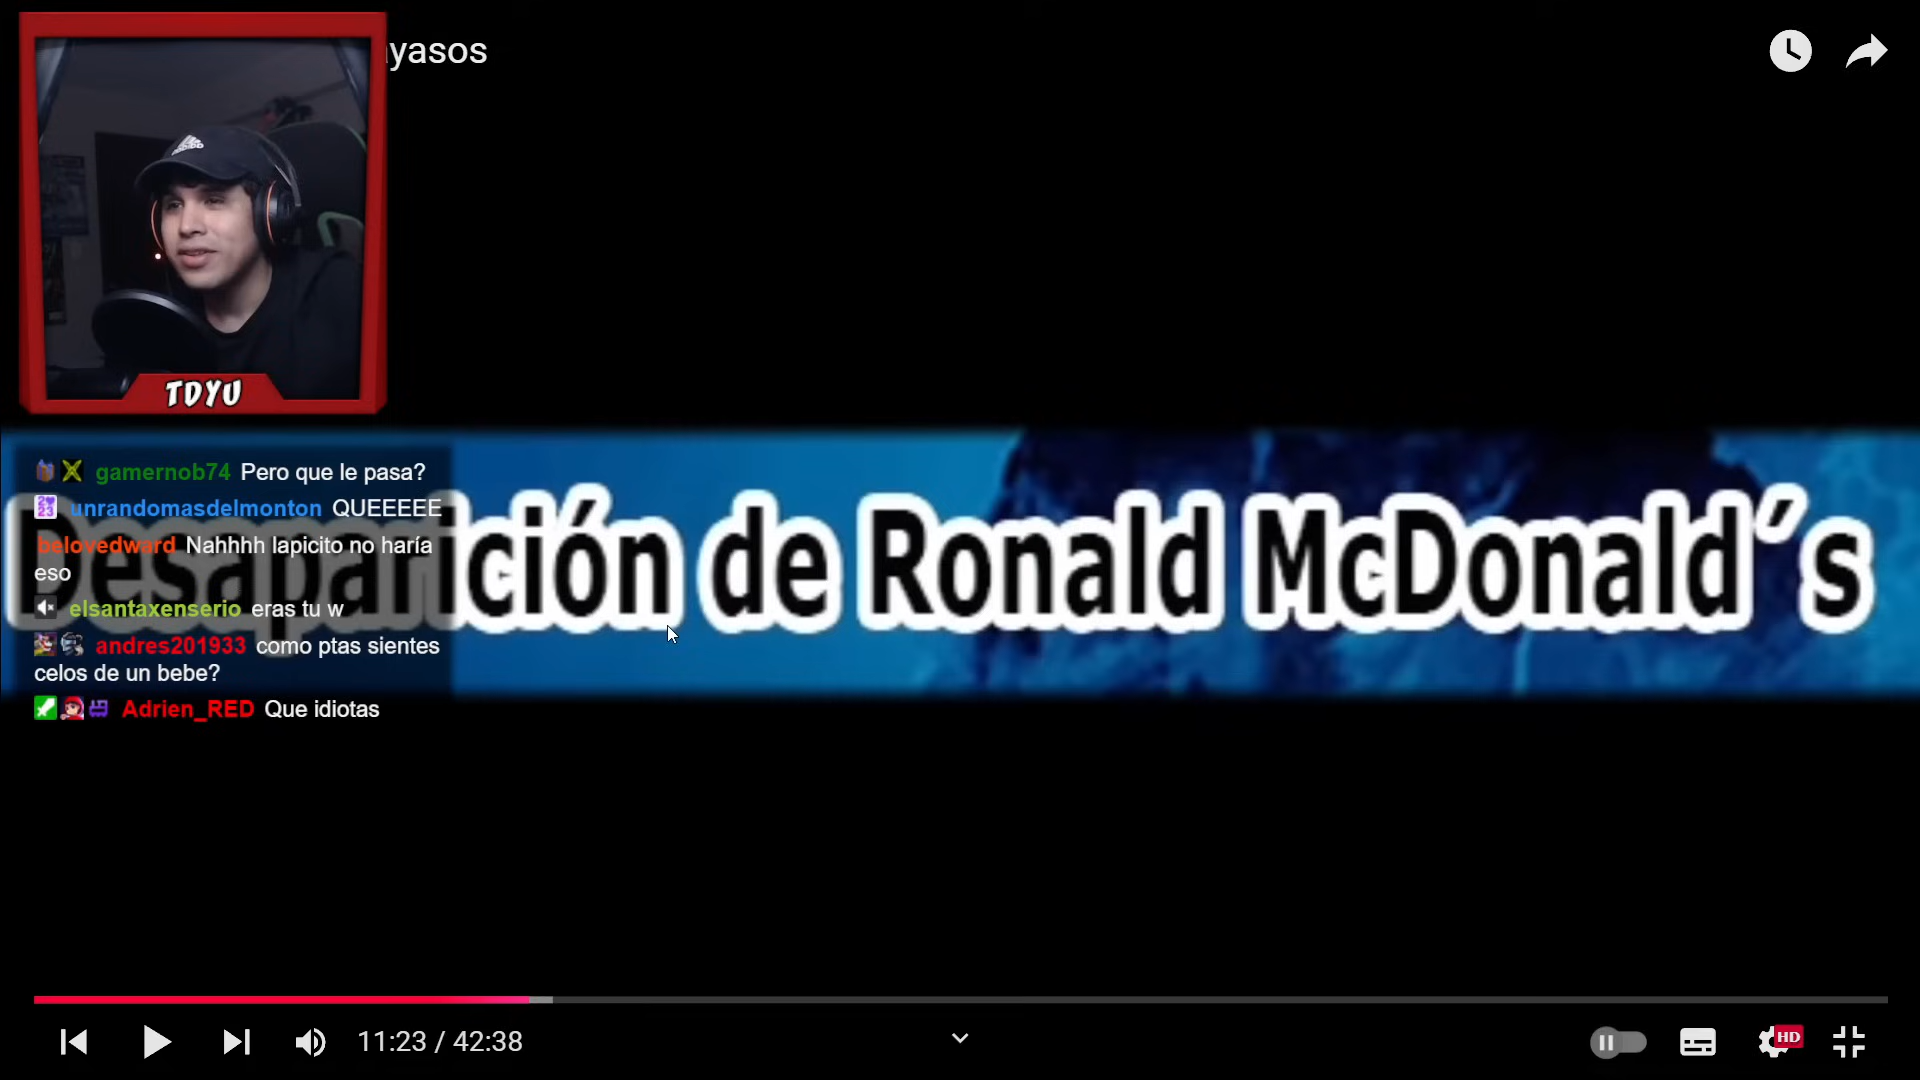 yasos
TDYU
gamernob74 Pero que le pasa?
unrandomasdelmonton QUEEEEE
belovedward Nahhhh lapicito no haría
eso
elsantaxenserio eras tu w
andres201933 como ptas sientes
celos de un bebe?
Adrien_RED Que idiotas
Desaparición de Ronald McDonald´s
11:23 / 42:38
HD